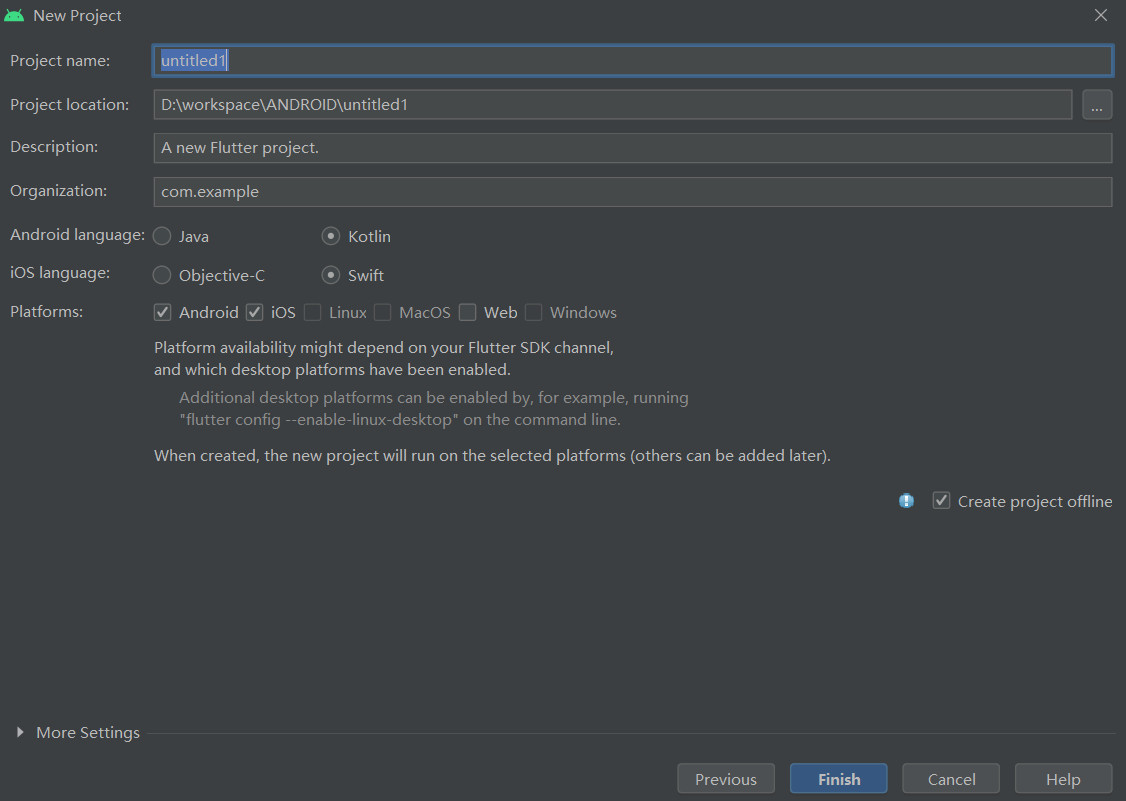 New Project
Project name: untitled1
Project location: D:\workspace\ANDROID\untitled1 ...
Description: A new Flutter project.
Organization: com.example
Android language: Java Kotlin
iOS language: Objective-C Swift
Platforms: Android iOS Linux MacOS Web Windows
Platform availability might depend on your Flutter SDK channel,
and which desktop platforms have been enabled.
Additional desktop platforms can be enabled by, for example, running
"flutter config --enable-linux-desktop" on the command line.
When created, the new project will run on the selected platforms (others can be added later).
Create project offline
More Settings
Previous Finish Cancel Help